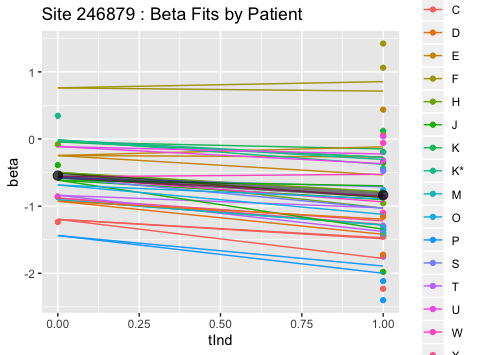 Site 246879 : Beta Fits by Patient
beta
1
0
-1
-2
0.00 0.25 0.50 0.75 1.00
tInd
C
D
E
F
H
J
K
K*
M
O
P
S
T
U
W